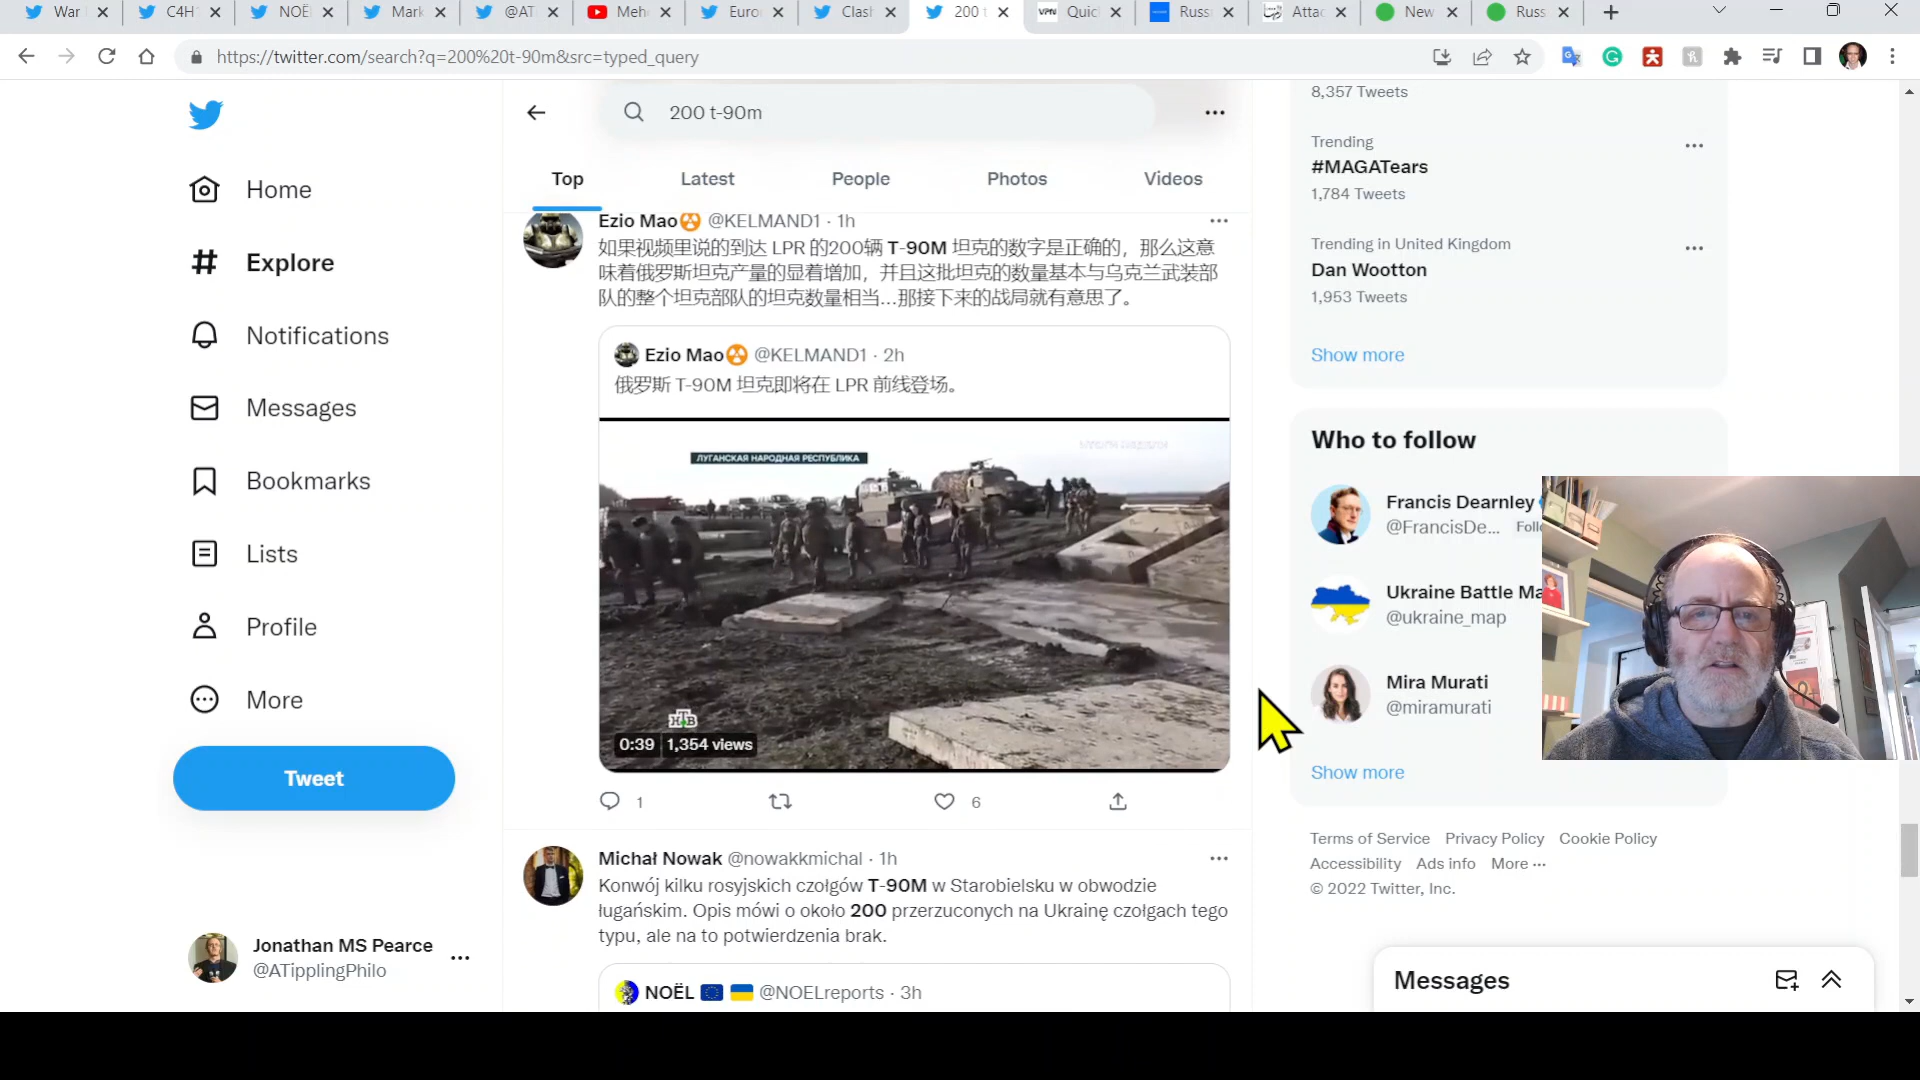 War
C4H
NOË
Mark
@AT
Meh
Euro
Clas
200 t
VPN Quic
Russ
Attac
New
Russ
https://twitter.com/search?q=200%20t-90m&src=typed_query
200 t-90m
Top
Latest
People
Photos
Videos
Home
Explore
Notifications
Messages
Bookmarks
Lists
Profile
More
Tweet
Jonathan MS Pearce
@ATipplingPhilo
Ezio Mao @KELMAND1 · 1h
如果视频里说的到达 LPR 的200辆 T-90M 坦克的数字是正确的，那么这意
味着俄罗斯坦克产量的显着增加，并且这批坦克的数量基本与乌克兰武装部
队的整个坦克部队的坦克数量相当...那接下来的战局就有意思了。
Ezio Mao @KELMAND1 · 2h
俄罗斯 T-90M 坦克即将在 LPR 前线登场。
ЛУГАНСКАЯ НАРОДНАЯ РЕСПУБЛИКА
НТВ
0:39 1,354 views
1
6
Michał Nowak @nowakkmichal · 1h
Konwój kilku rosyjskich czołgów T-90M w Starobielsku w obwodzie
ługańskim. Opis mówi o około 200 przerzuconych na Ukrainę czołgach tego
typu, ale na to potwierdzenia brak.
NOËL @NOELreports · 3h
8,357 Tweets
Trending
#MAGATears
1,784 Tweets
Trending in United Kingdom
Dan Wootton
1,953 Tweets
Show more
Who to follow
Francis Dearnley
@FrancisDe... Foll
Ukraine Battle Ma
@ukraine_map
Mira Murati
@miramurati
Show more
Terms of Service Privacy Policy Cookie Policy
Accessibility Ads info More ···
© 2022 Twitter, Inc.
Messages